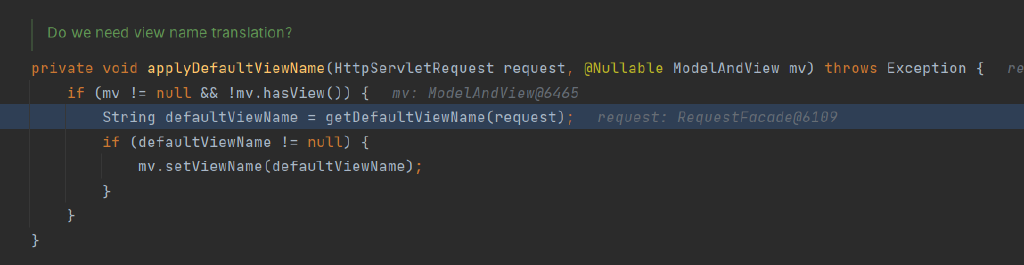 Do we need view name translation?
private void applyDefaultViewName(HttpServletRequest request, @Nullable ModelAndView mv) throws Exception {   re
if (mv != null && !mv.hasView()) {   mv: ModelAndView@6465
String defaultViewName = getDefaultViewName(request);   request: RequestFacade@6109
if (defaultViewName != null) {
mv.setViewName(defaultViewName);
}
}
}